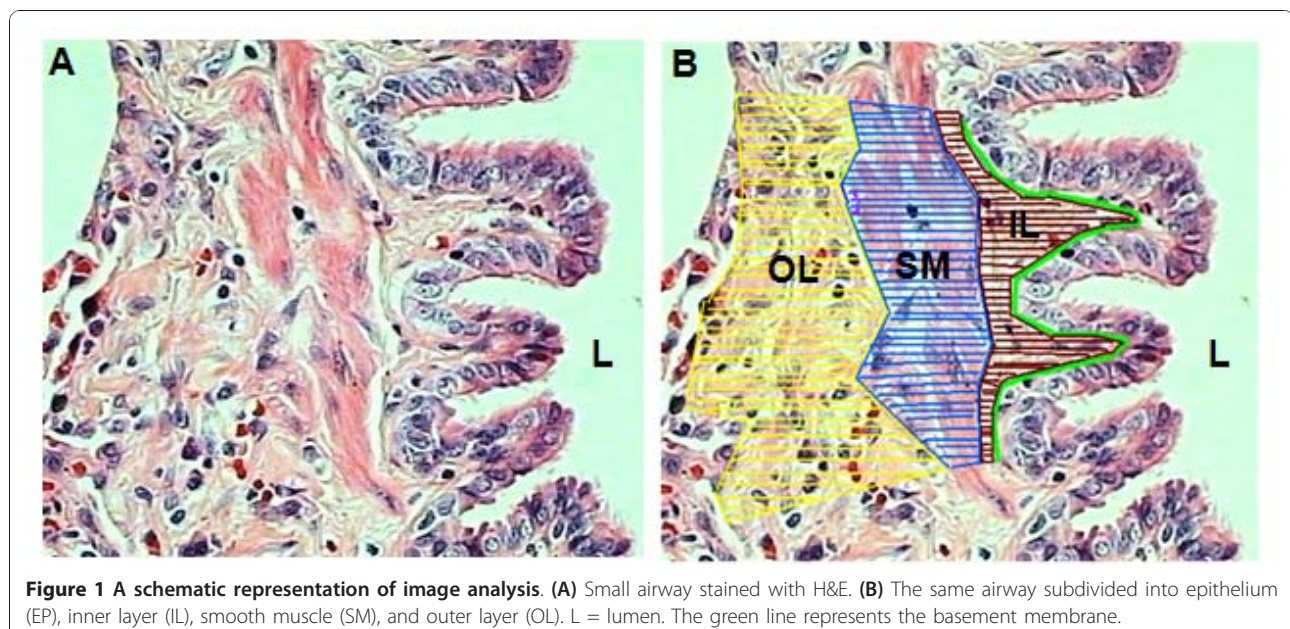 A
B
IL
OL
SM
L
L
Figure 1 A schematic representation of image analysis. (A) Small airway stained with H&E. (B) The same airway subdivided into epithelium
(EP), inner layer (IL), smooth muscle (SM), and outer layer (OL). L = lumen. The green line represents the basement membrane.